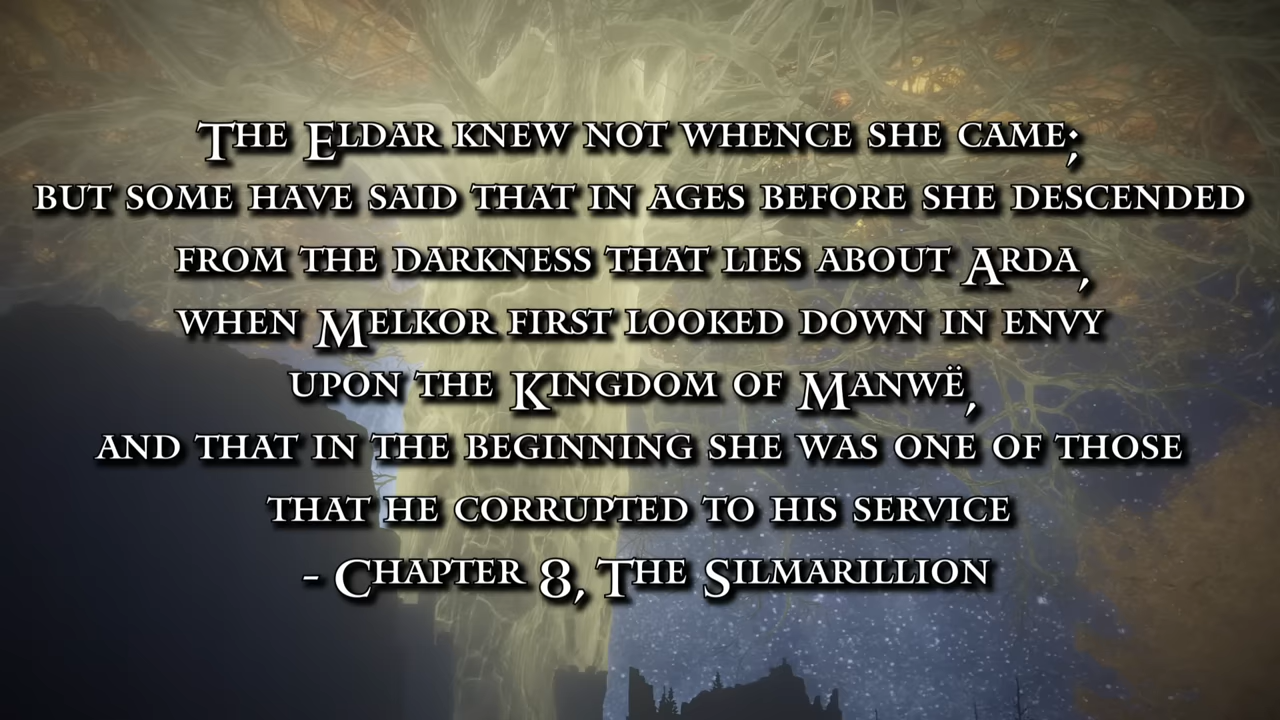 The Eldar knew not whence she came;
but some have said that in ages before she descended
from the darkness that lies about Arda,
when Melkor first looked down in envy
upon the Kingdom of Manwë,
and that in the beginning she was one of those
that he corrupted to his service
- Chapter 8, The Silmarillion